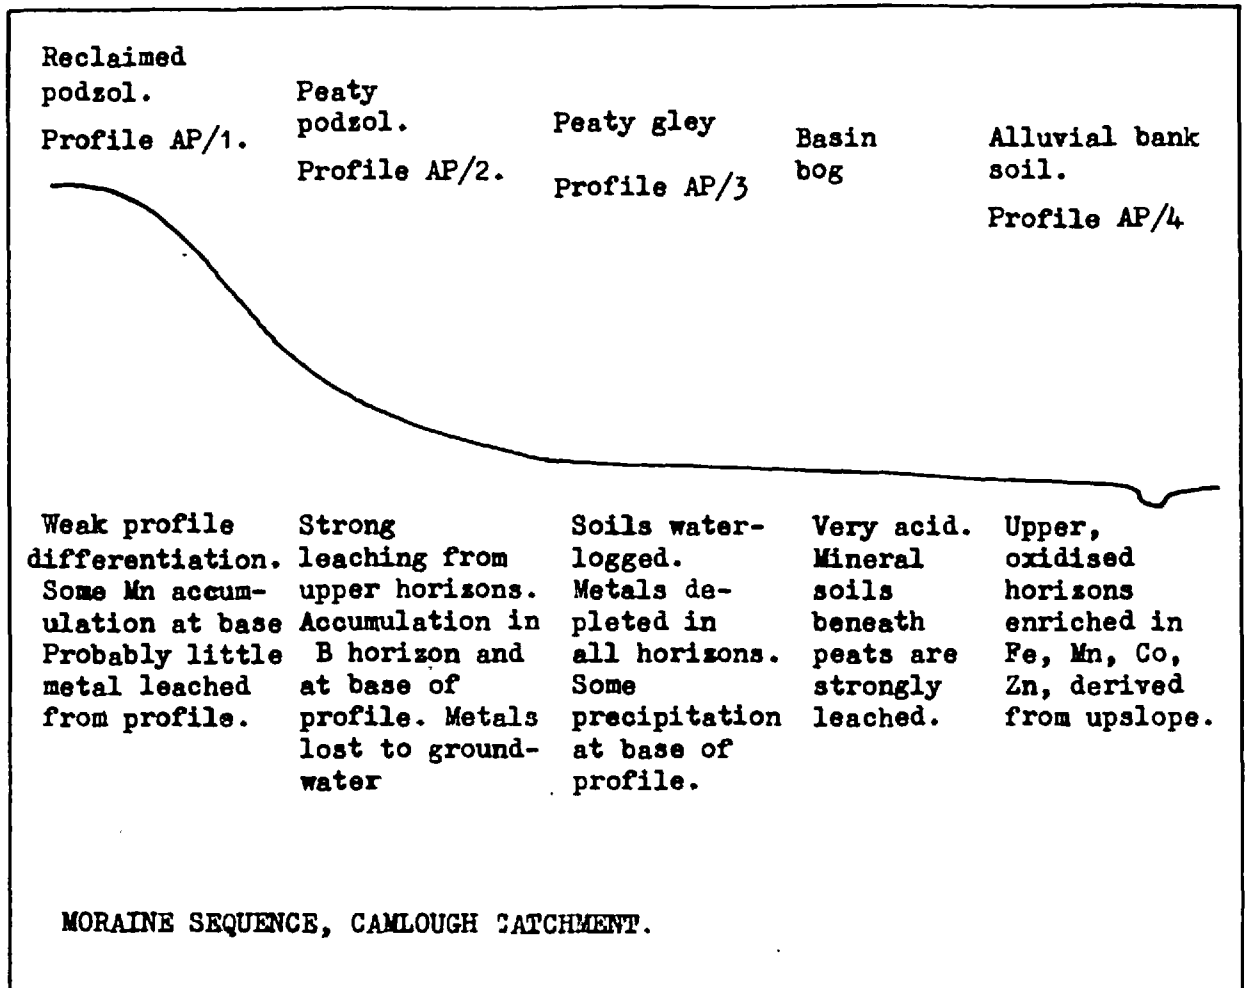 Reclaimed
podzol.
Profile AP/1.
Peaty
podzol.
Profile AP/2.
Peaty gley
Profile AP/3
Basin
bog
Alluvial bank
soil.
Profile AP/4
Weak profile
differentiation.
Some Mn accum-
ulation at base
Probably little
metal leached
from profile.
Strong
leaching from
upper horizons.
Accumulation in
B horizon and
at base of
profile. Metals
lost to ground-
water
Soils water-
logged.
Metals de-
pleted in
all horizons.
Some
precipitation
at base of
profile.
Very acid.
Mineral
soils
beneath
peats are
strongly
leached.
Upper,
oxidised
horizons
enriched in
Fe, Mn, Co,
Zn, derived
from upslope.
MORAINE SEQUENCE, CAMLOUGH CATCHMENT.